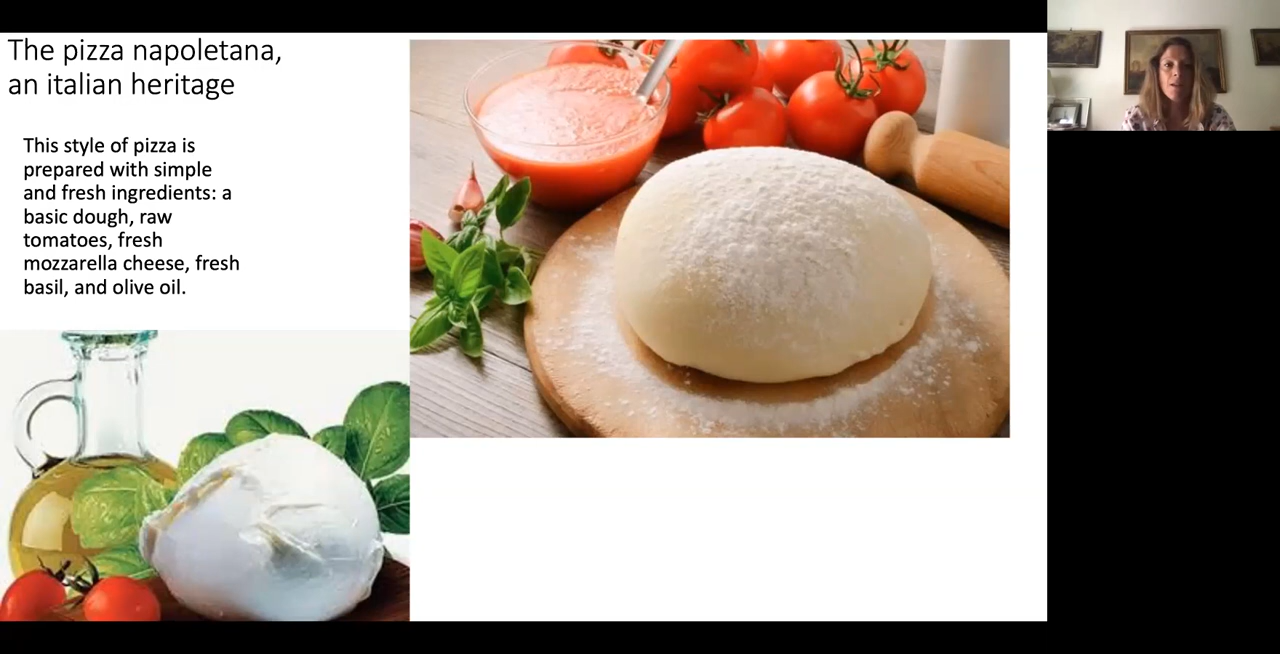 The pizza napoletana,
an italian heritage
This style of pizza is
prepared with simple
and fresh ingredients: a
basic dough, raw
tomatoes, fresh
mozzarella cheese, fresh
basil, and olive oil.